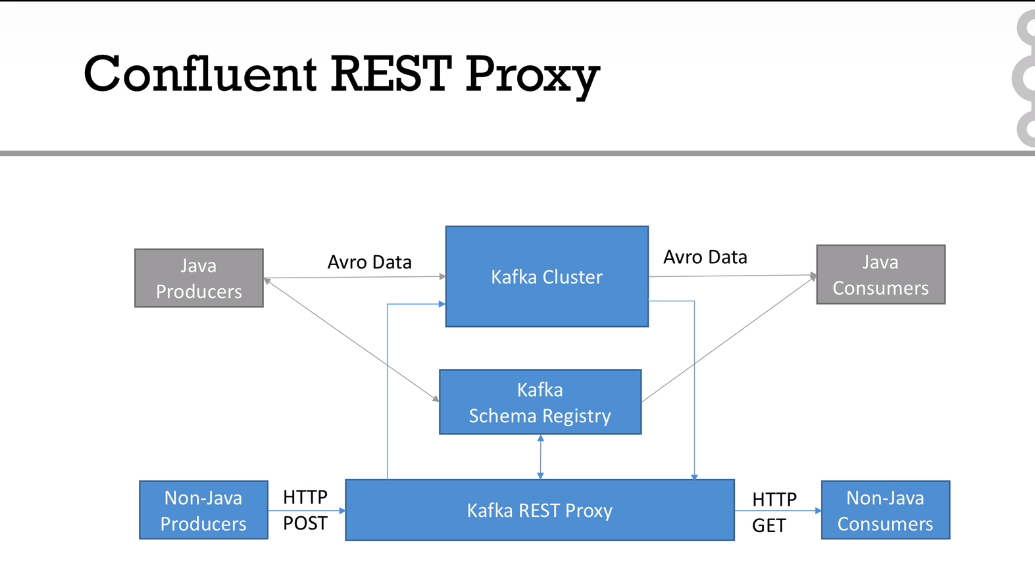 Confluent REST Proxy
Java
Producers
Avro Data
Kafka Cluster
Avro Data
Java
Consumers
Kafka
Schema Registry
Non-Java
Producers
HTTP
POST
Kafka REST Proxy
HTTP
GET
Non-Java
Consumers